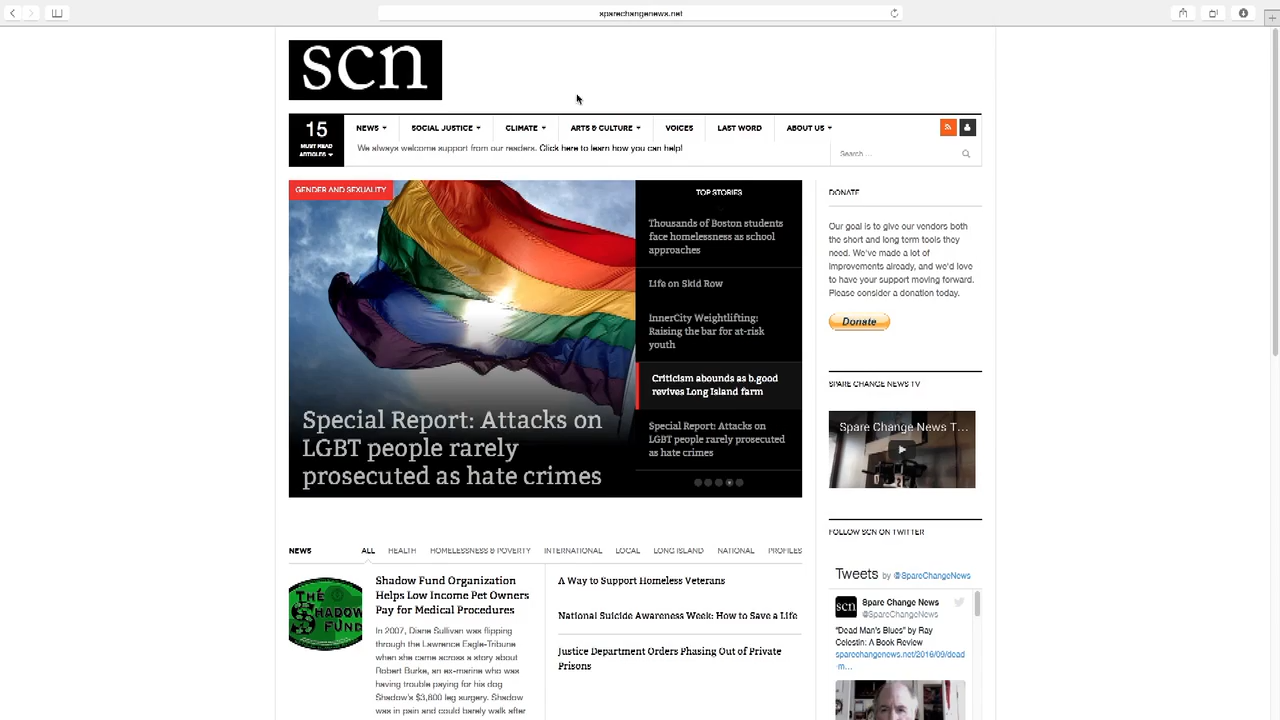 sparechangenews.net
scn
15
MUST READ
ARTICLES
NEWS
SOCIAL JUSTICE
CLIMATE
ARTS & CULTURE
VOICES
LAST WORD
ABOUT US
We always welcome support from our readers. Click here to learn how you can help!
Search ...
GENDER AND SEXUALITY
Special Report: Attacks on
LGBT people rarely
prosecuted as hate crimes
TOP STORIES
Thousands of Boston students
face homelessness as school
approaches
Life on Skid Row
InnerCity Weightlifting:
Raising the bar for at-risk
youth
Criticism abounds as b.good
revives Long Island farm
Special Report: Attacks on
LGBT people rarely prosecuted
as hate crimes
DONATE
Our goal is to give our vendors both
the short and long term tools they
need. We've made a lot of
improvements already, and we'd love
to have your support moving forward.
Please consider a donation today.
Donate
SPARE CHANGE NEWS TV
Spare Change News T...
FOLLOW SCN ON TWITTER
Tweets by @SpareChangeNews
scn
Spare Change News
@SpareChangeNews
"Dead Man's Blues" by Ray
Celestin: A Book Review
sparechangenews.net/2016/09/dead
-m...
NEWS
ALL
HEALTH
HOMELESSNESS & POVERTY
INTERNATIONAL
LOCAL
LONG ISLAND
NATIONAL
PROFILES
THE
SHADOW
FUND
Shadow Fund Organization
Helps Low Income Pet Owners
Pay for Medical Procedures
In 2007, Diane Sullivan was flipping
through the Lawrence Eagle-Tribune
when she came across a story about
Robert Burke, an ex-marine who was
having trouble paying for his dog
Shadow's $3,800 leg surgery. Shadow
was in pain and could barely walk after
A Way to Support Homeless Veterans
National Suicide Awareness Week: How to Save a Life
Justice Department Orders Phasing Out of Private
Prisons